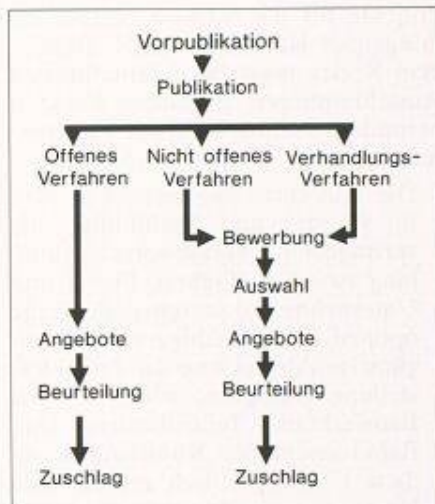 Vorpublikation
Publikation
Offenes Nicht offenes Verhandlungs-
Verfahren Verfahren Verfahren
Bewerbung
Auswahl
Angebote Angebote
Beurteilung Beurteilung
Zuschlag Zuschlag